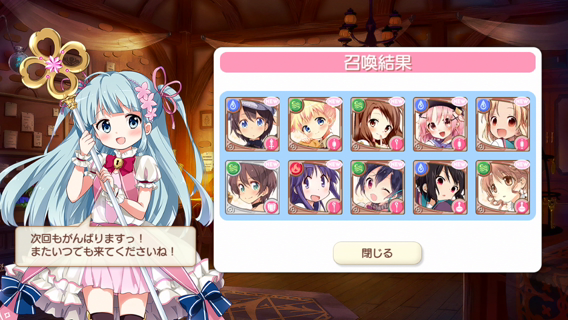 召喚結果
次回もがんばりますっ！
またいつでも来てくださいね！
閉じる